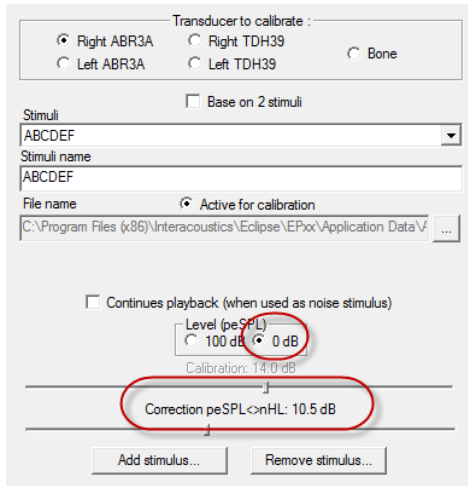 Transducer to calibrate :
Right ABR3A Right TDH39
Bone
Left ABR3A Left TDH39
Base on 2 stimuli
Stimuli
ABCDEF
Stimuli name
ABCDEF
File name Active for calibration
C:\Program Files (x86)\Interacoustics\Eclipse\EPxx\Application Data\ ...
Continues playback (when used as noise stimulus)
Level (peSPL)
100 dB 0 dB
Calibration: 14.0 dB
Correction peSPL<>nHL: 10.5 dB
Add stimulus... Remove stimulus...